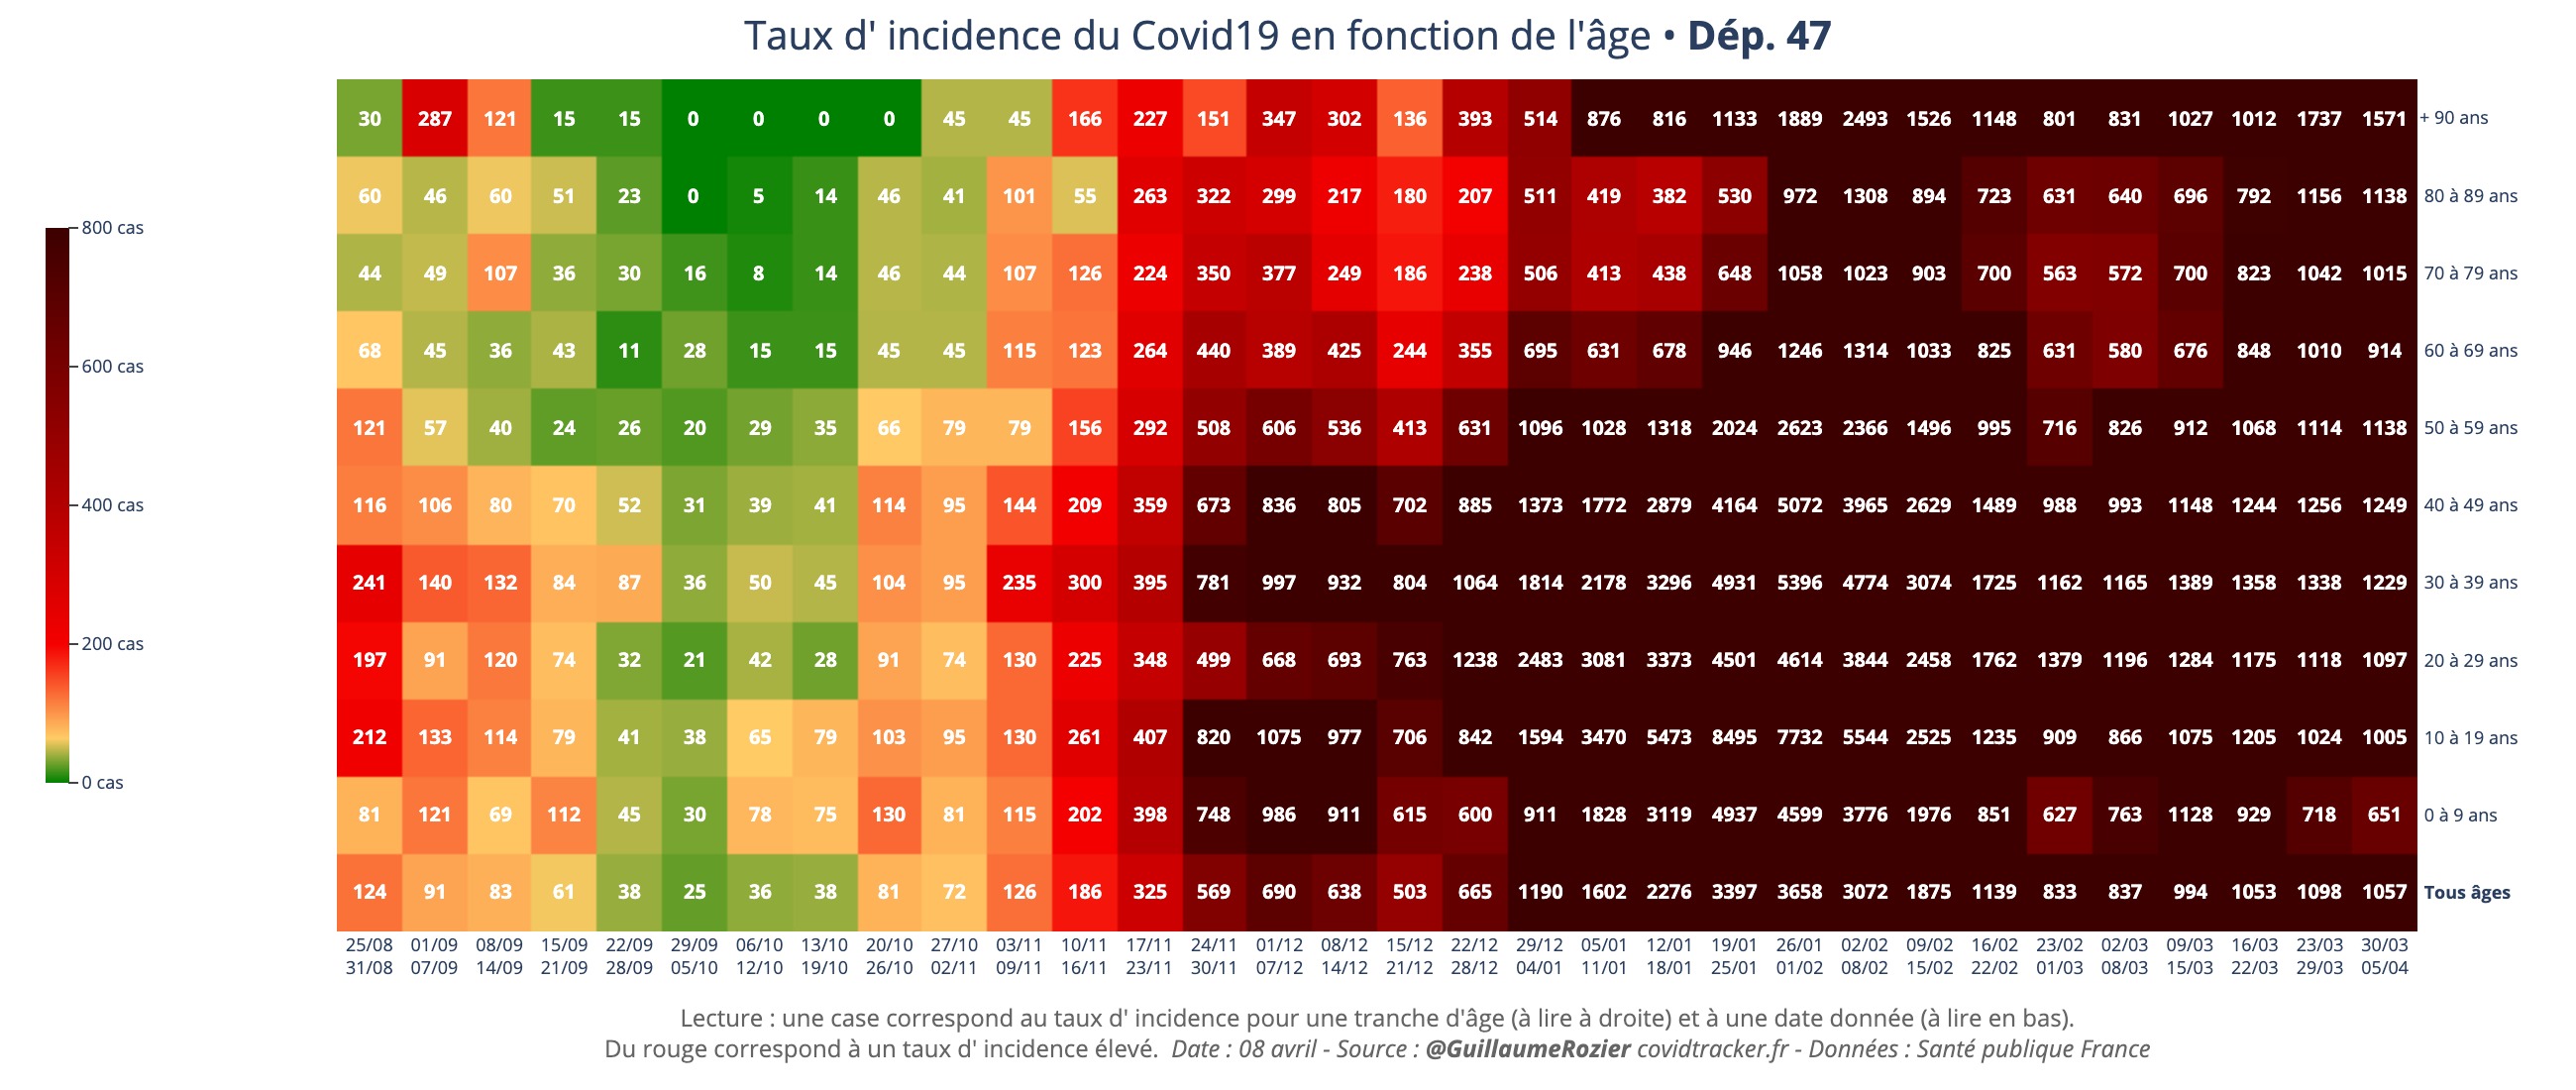 Taux d' incidence du Covid19 en fonction de l'âge • Dép. 47
800 cas
600 cas
400 cas
200 cas
0 cas
30 287 121 15 15 0 0 0 0 45 45 166 227 151 347 302 136 393 514 876 816 1133 1889 2493 1526 1148 801 831 1027 1012 1737 1571 + 90 ans
60 46 60 51 23 0 5 14 46 41 101 55 263 322 299 217 180 207 511 419 382 530 972 1308 894 723 631 640 696 792 1156 1138 80 à 89 ans
44 49 107 36 30 16 8 14 46 44 107 126 224 350 377 249 186 238 506 413 438 648 1058 1023 903 700 563 572 700 823 1042 1015 70 à 79 ans
68 45 36 43 11 28 15 15 45 45 115 123 264 440 389 425 244 355 695 631 678 946 1246 1314 1033 825 631 580 676 848 1010 914 60 à 69 ans
121 57 40 24 26 20 29 35 66 79 79 156 292 508 606 536 413 631 1096 1028 1318 2024 2623 2366 1496 995 716 826 912 1068 1114 1138 50 à 59 ans
116 106 80 70 52 31 39 41 114 95 144 209 359 673 836 805 702 885 1373 1772 2879 4164 5072 3965 2629 1489 988 993 1148 1244 1256 1249 40 à 49 ans
241 140 132 84 87 36 50 45 104 95 235 300 395 781 997 932 804 1064 1814 2178 3296 4931 5396 4774 3074 1725 1162 1165 1389 1358 1338 1229 30 à 39 ans
197 91 120 74 32 21 42 28 91 74 130 225 348 499 668 693 763 1238 2483 3081 3373 4501 4614 3844 2458 1762 1379 1196 1284 1175 1118 1097 20 à 29 ans
212 133 114 79 41 38 65 79 103 95 130 261 407 820 1075 977 706 842 1594 3470 5473 8495 7732 5544 2525 1235 909 866 1075 1205 1024 1005 10 à 19 ans
81 121 69 112 45 30 78 75 130 81 115 202 398 748 986 911 615 600 911 1828 3119 4937 4599 3776 1976 851 627 763 1128 929 718 651 0 à 9 ans
124 91 83 61 38 25 36 38 81 72 126 186 325 569 690 638 503 665 1190 1602 2276 3397 3658 3072 1875 1139 833 837 994 1053 1098 1057 Tous âges
25/08 01/09 08/09 15/09 22/09 29/09 06/10 13/10 20/10 27/10 03/11 10/11 17/11 24/11 01/12 08/12 15/12 22/12 29/12 05/01 12/01 19/01 26/01 02/02 09/02 16/02 23/02 02/03 09/03 16/03 23/03 30/03
31/08 07/09 14/09 21/09 28/09 05/10 12/10 19/10 26/10 02/11 09/11 16/11 23/11 30/11 07/12 14/12 21/12 28/12 04/01 11/01 18/01 25/01 01/02 08/02 15/02 22/02 01/03 08/03 15/03 22/03 29/03 05/04
Lecture : une case correspond au taux d' incidence pour une tranche d'âge (à lire à droite) et à une date donnée (à lire en bas).
Du rouge correspond à un taux d' incidence élevé. Date : 08 avril - Source : @GuillaumeRozier covidtracker.fr - Données : Santé publique France